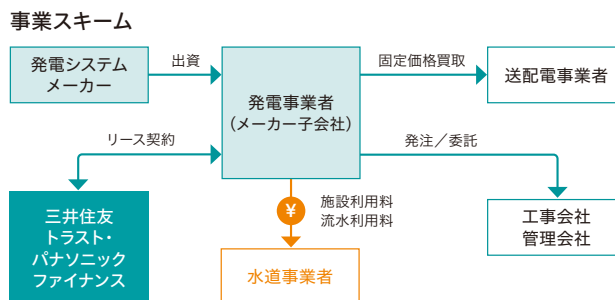 事業スキーム
発電システム
メーカー
出資
発電事業者
(メーカー子会社)
固定価格買取
送配電事業者
リース契約
発注／委託
三井住友
トラスト・
パナソニック
ファイナンス
¥
施設利用料
流水利用料
水道事業者
工事会社
管理会社